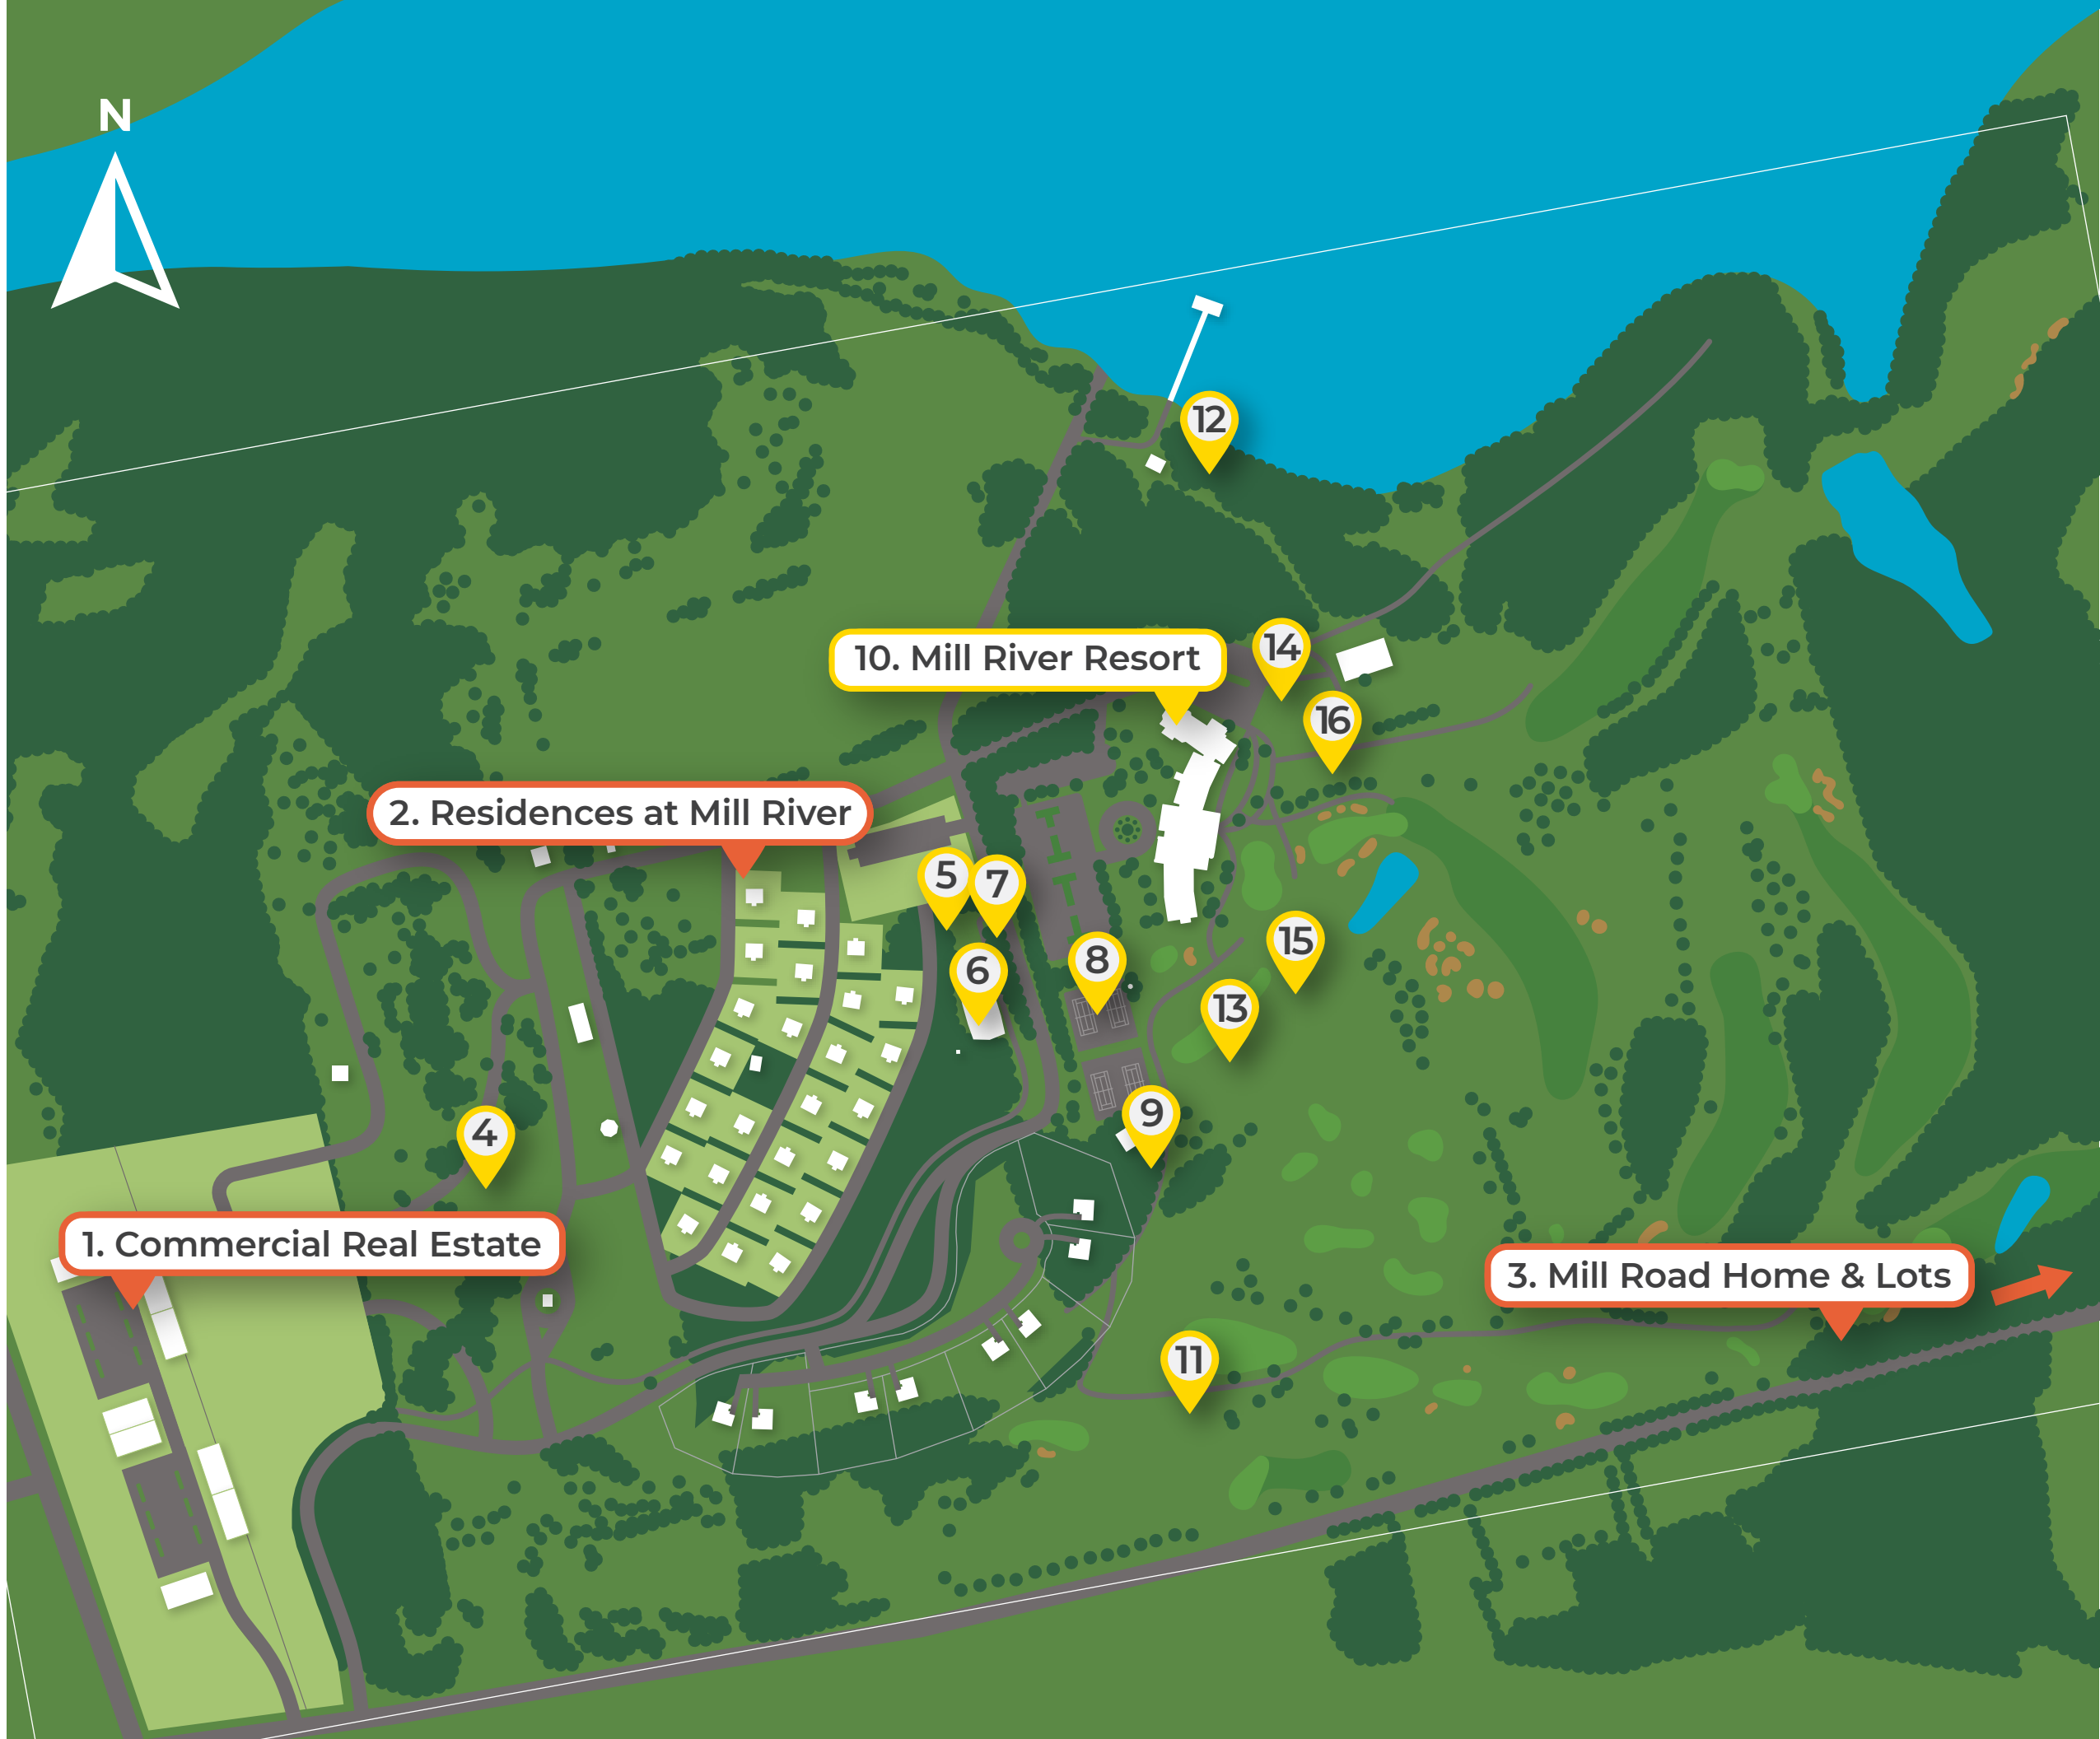 N
12
14
10. Mill River Resort
16
2. Residences at Mill River
5
7
15
8
6
13
9
4
1. Commercial Real Estate
3. Mill Road Home & Lots
11